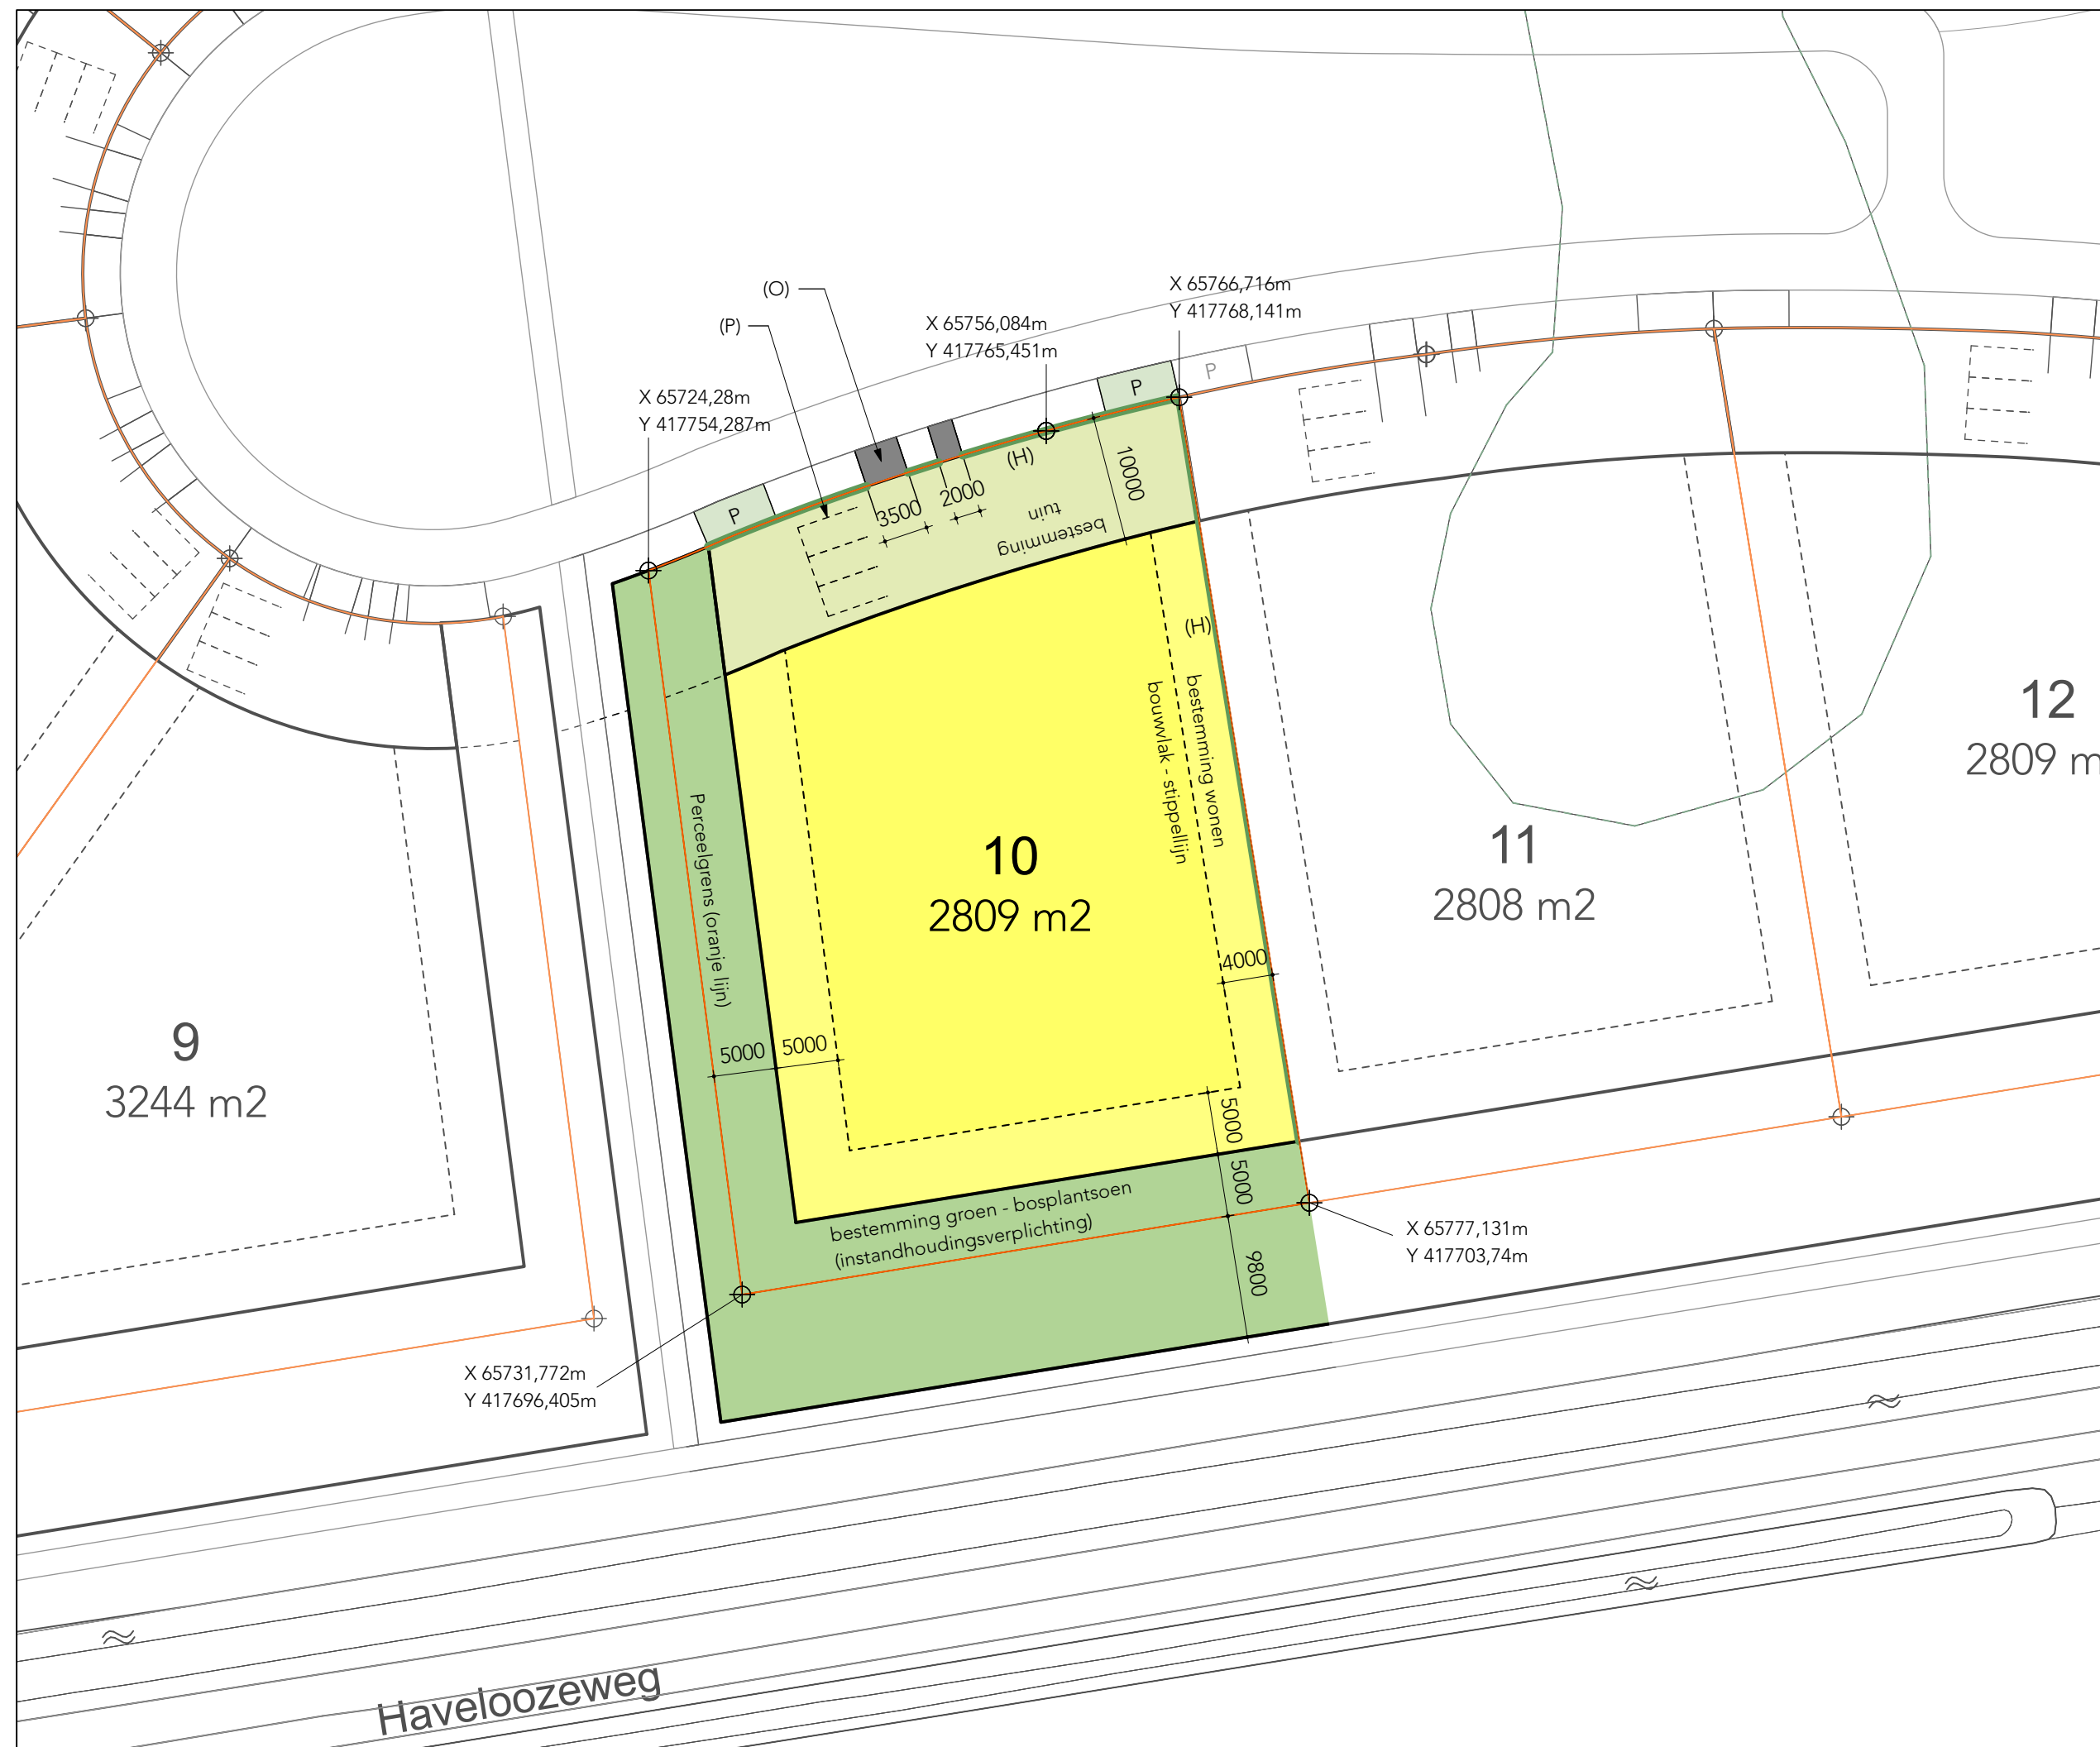 (O)
(P)
X 65766,716m
Y 417768,141m
X 65756,084m
Y 417765,451m
X 65724,28m
Y 417754,287m
P
P
P
(H)
10000
2000
3500
bestemming
tuin
(H)
bestemming wonen
bouwvlak - stippellijn
Perceelgrens (oranje lijn)
10
2809 m2
11
2808 m2
12
2809 m
9
3244 m2
4000
5000
5000
5000
5000
9800
bestemming groen - bosplantsoen
(instandhoudingsverplichting)
X 65777,131m
Y 417703,74m
X 65731,772m
Y 417696,405m
Haveloozeweg